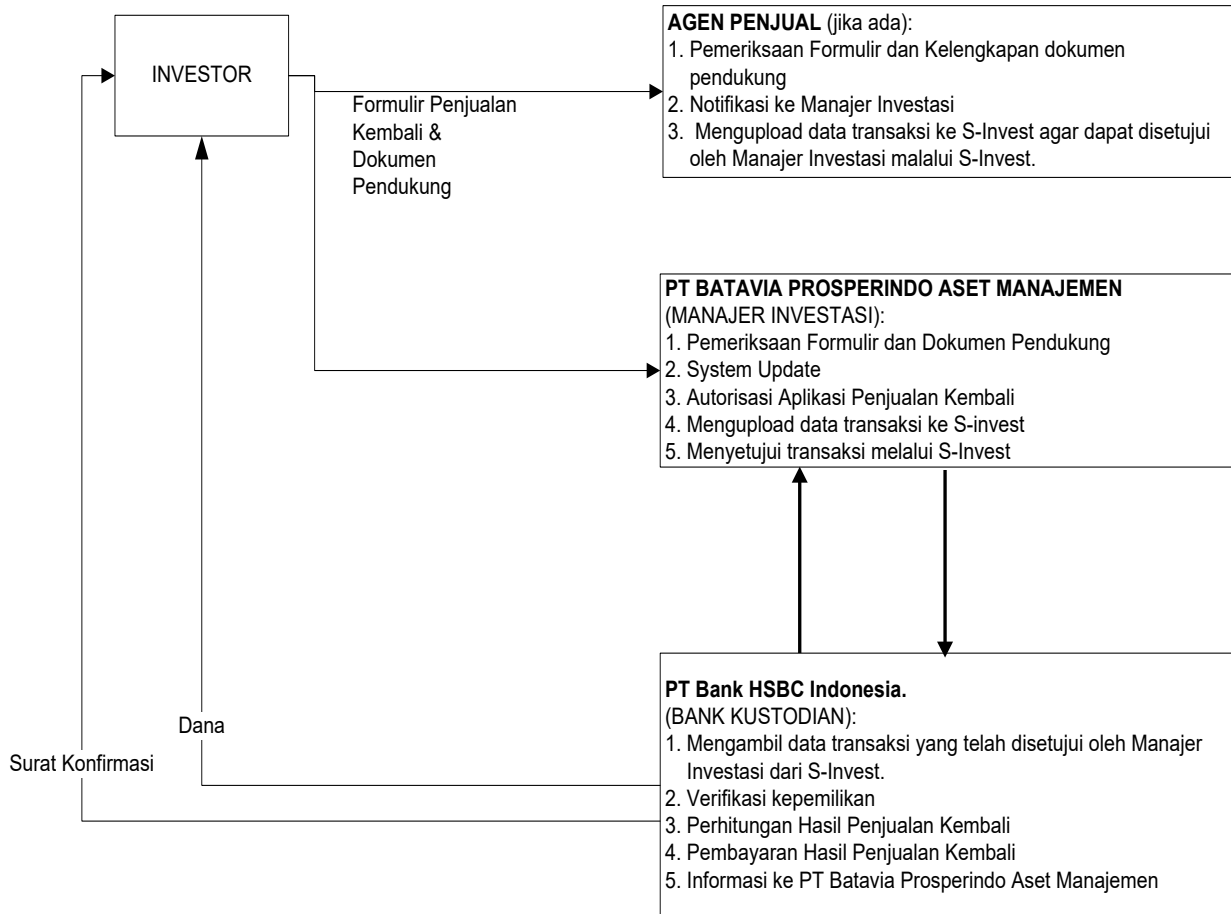 INVESTOR
Formulir Penjualan
Kembali &
Dokumen
Pendukung
AGEN PENJUAL (jika ada):
1. Pemeriksaan Formulir dan Kelengkapan dokumen
pendukung
2. Notifikasi ke Manajer Investasi
3. Mengupload data transaksi ke S-Invest agar dapat disetujui
oleh Manajer Investasi malalui S-Invest.
PT BATAVIA PROSPERINDO ASET MANAJEMEN
(MANAJER INVESTASI):
1. Pemeriksaan Formulir dan Dokumen Pendukung
2. System Update
3. Autorisasi Aplikasi Penjualan Kembali
4. Mengupload data transaksi ke S-invest
5. Menyetujui transaksi melalui S-Invest
Dana
Surat Konfirmasi
PT Bank HSBC Indonesia.
(BANK KUSTODIAN):
1. Mengambil data transaksi yang telah disetujui oleh Manajer
Investasi dari S-Invest.
2. Verifikasi kepemilikan
3. Perhitungan Hasil Penjualan Kembali
4. Pembayaran Hasil Penjualan Kembali
5. Informasi ke PT Batavia Prosperindo Aset Manajemen